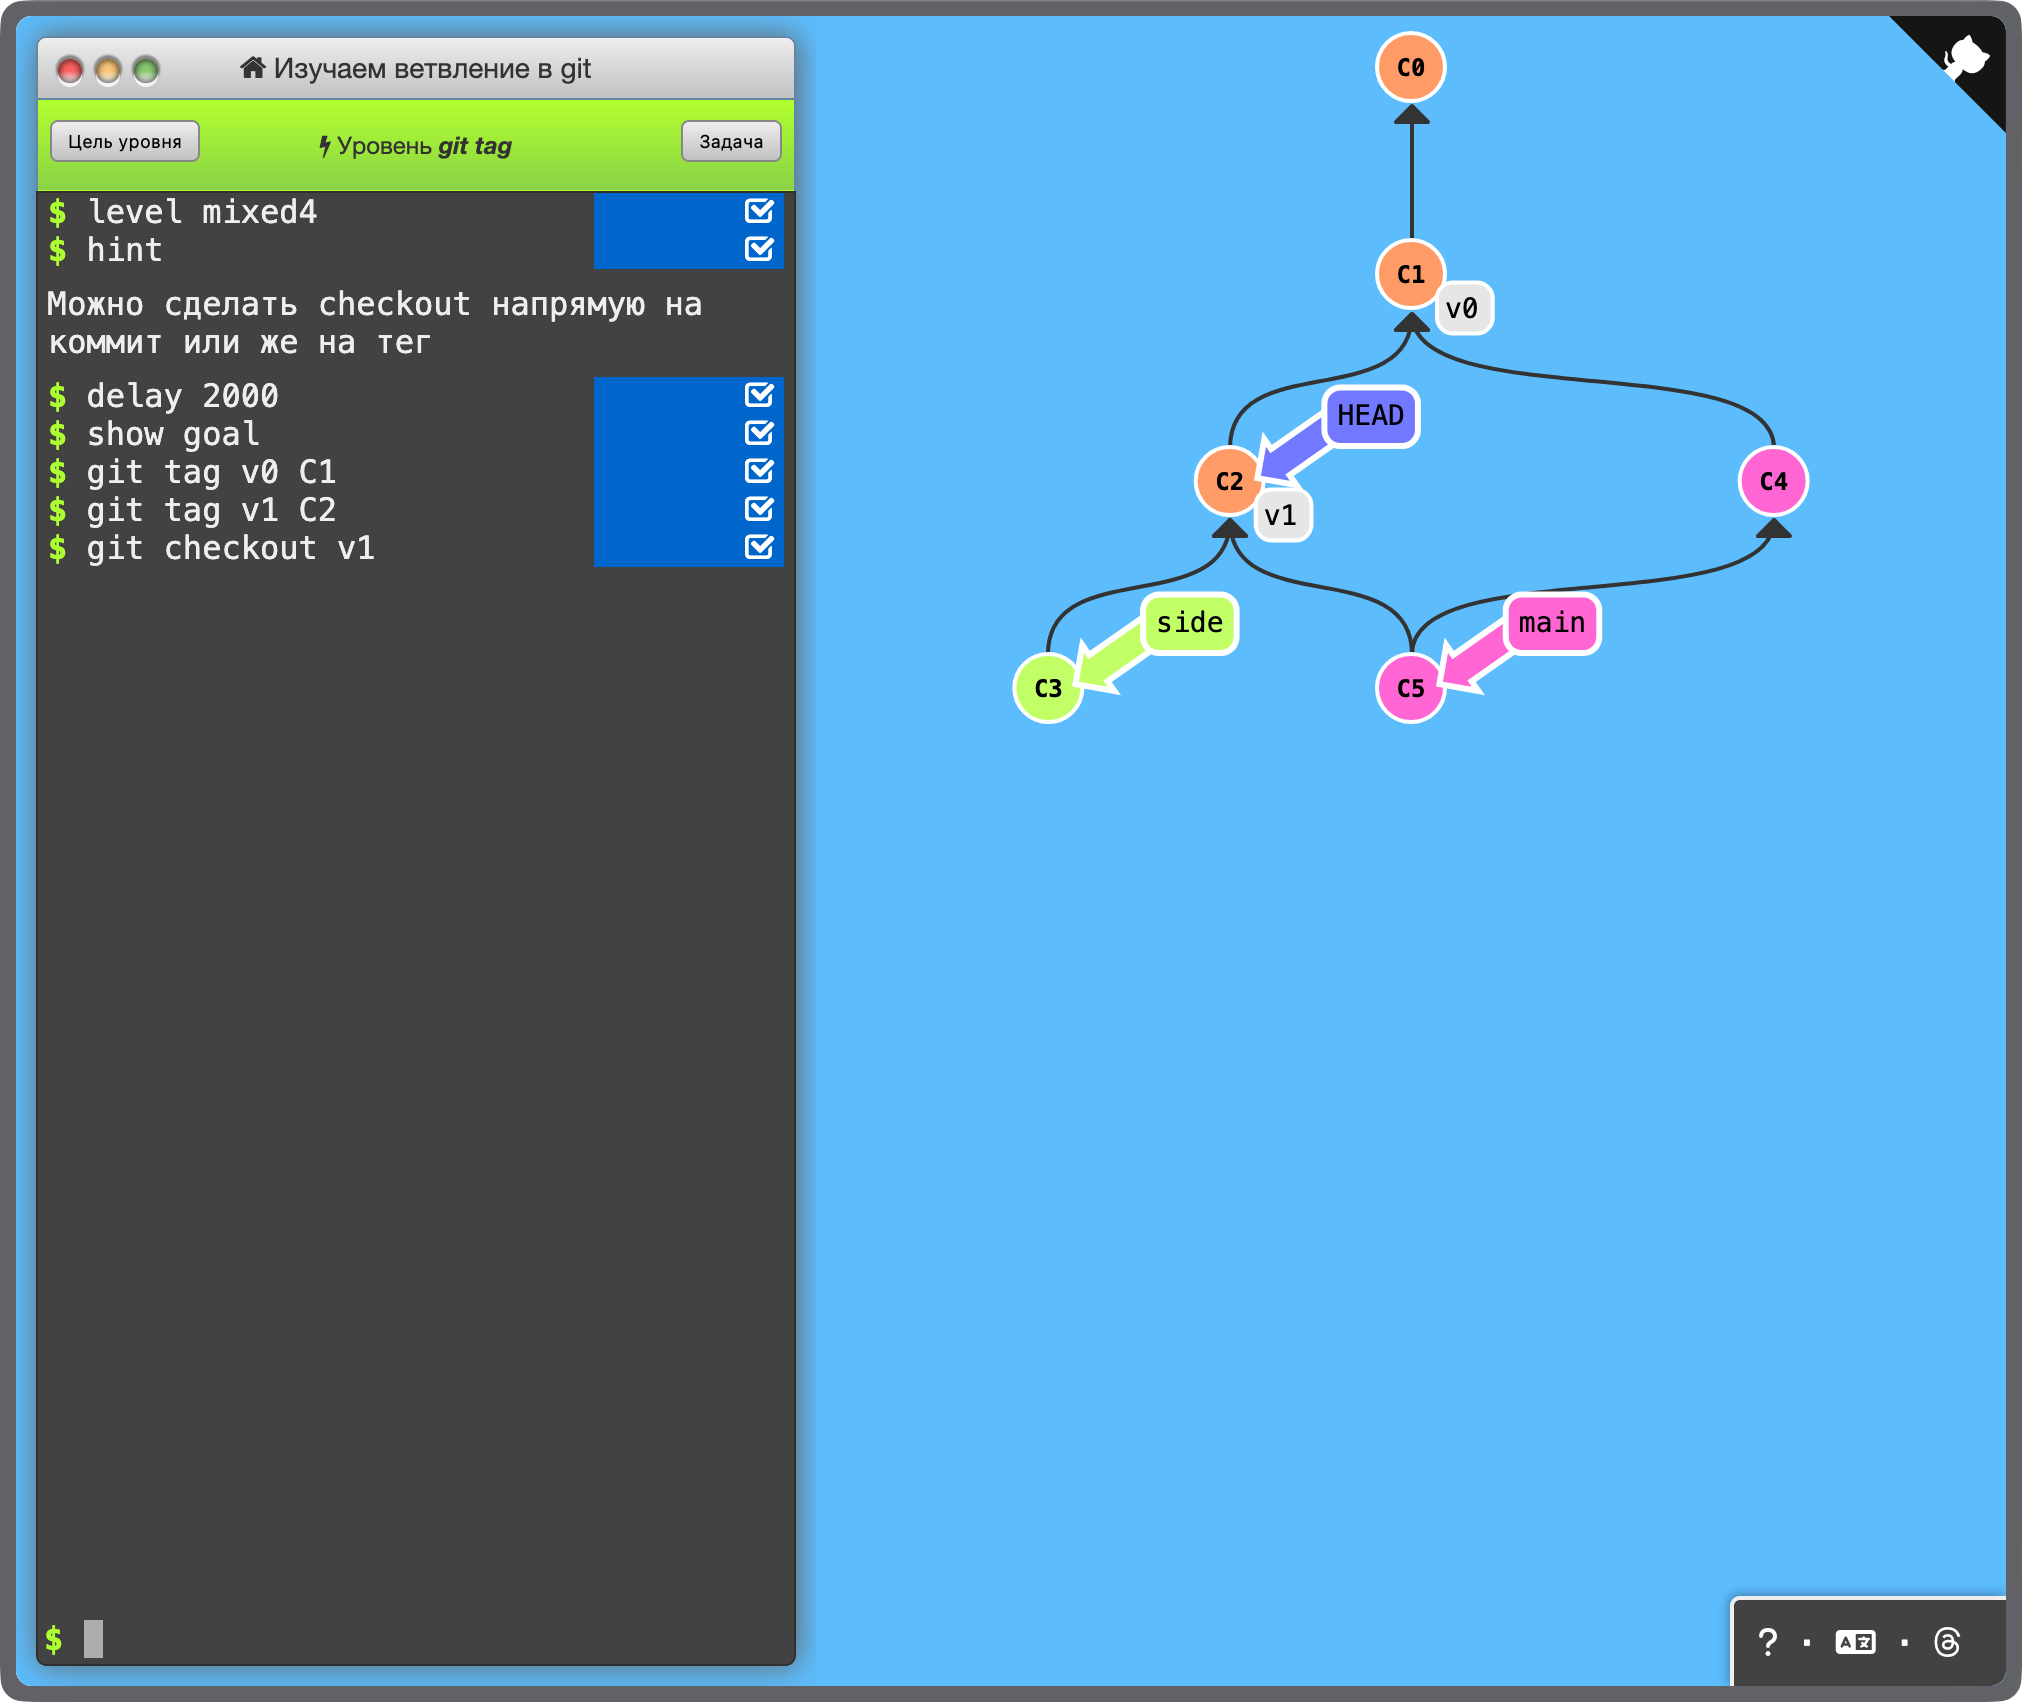 Изучаем ветвление в git
Цель уровня
Уровень git tag
Задача
$ level mixed4
$ hint
Можно сделать checkout напрямую на
коммит или же на тег
$ delay 2000
$ show goal
$ git tag v0 C1
$ git tag v1 C2
$ git checkout v1
$
C0
C1
v0
HEAD
C2
v1
C4
side
main
C3
C5
? · A文 ·